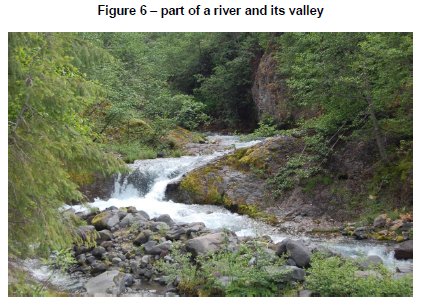 Figure 6 – part of a river and its valley